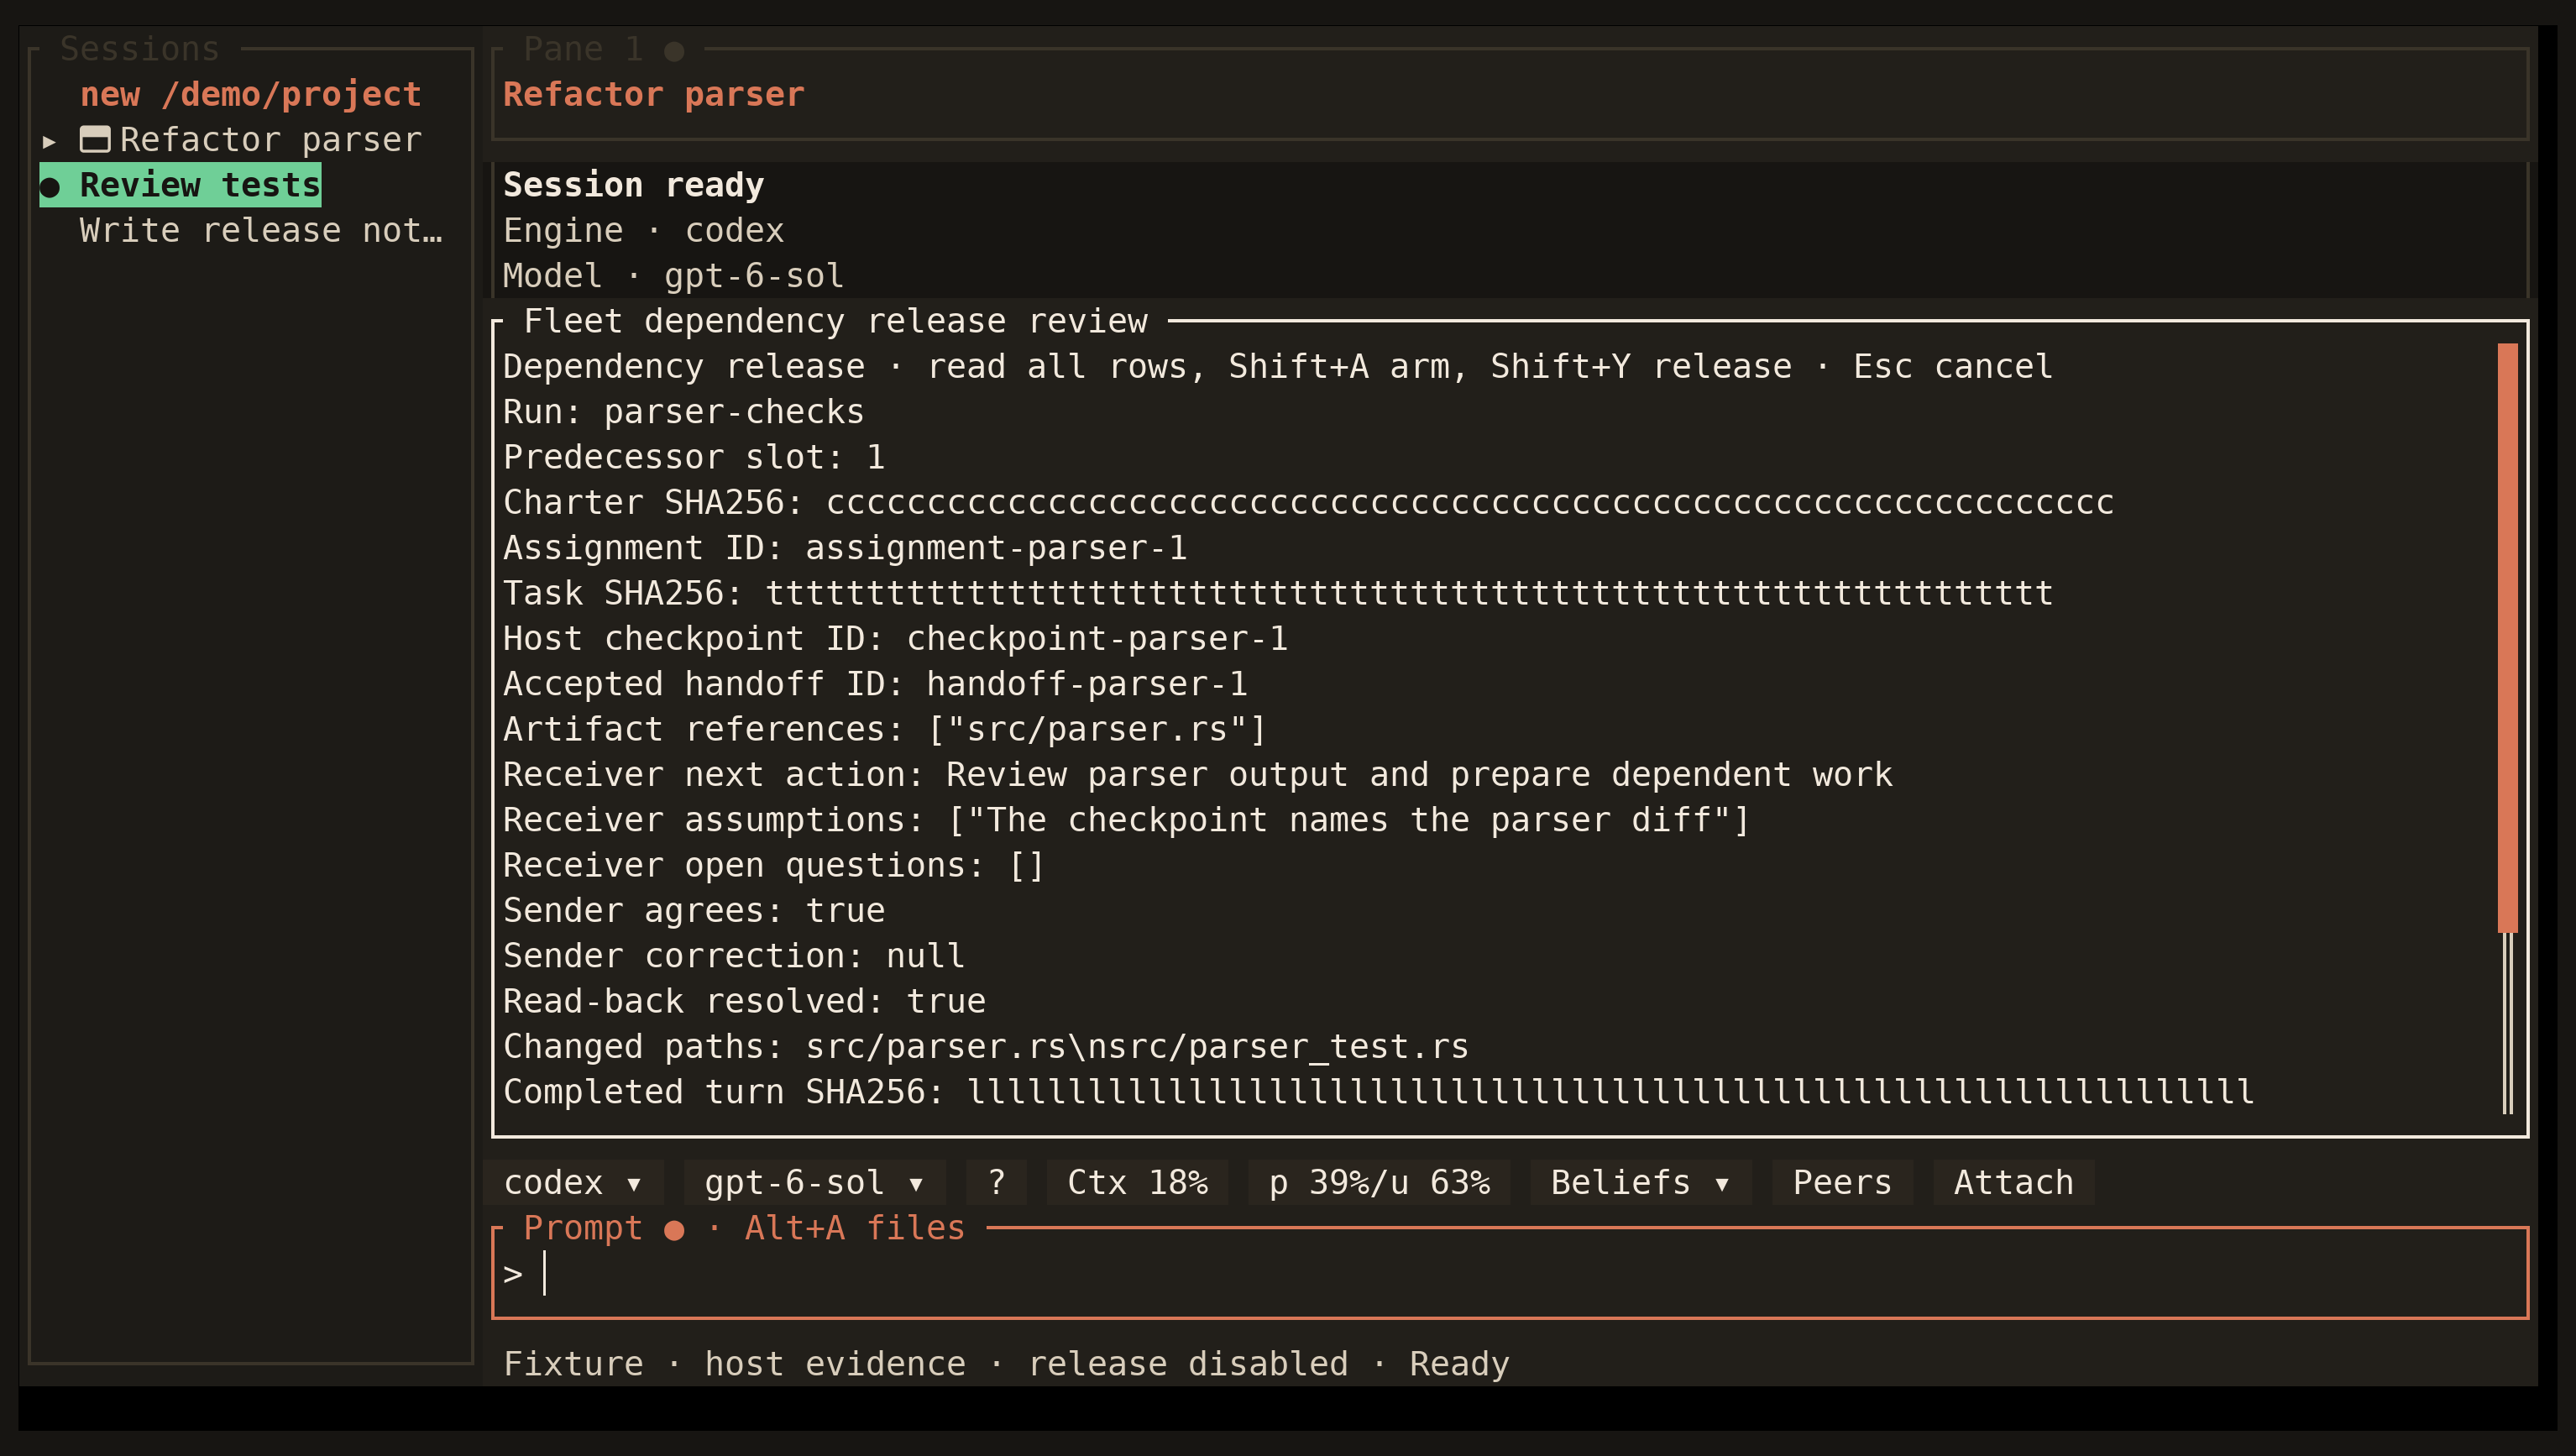 Sessions
new /demo/project
▸ Refactor parser
● Review tests
Write release not…
Pane 1 ●
Refactor parser
Session ready
Engine · codex
Model · gpt-6-sol
Fleet dependency release review
Dependency release · read all rows, Shift+A arm, Shift+Y release · Esc cancel
Run: parser-checks
Predecessor slot: 1
Charter SHA256: cccccccccccccccccccccccccccccccccccccccccccccccccccccccccccccccc
Assignment ID: assignment-parser-1
Task SHA256: tttttttttttttttttttttttttttttttttttttttttttttttttttttttttttttttt
Host checkpoint ID: checkpoint-parser-1
Accepted handoff ID: handoff-parser-1
Artifact references: ["src/parser.rs"]
Receiver next action: Review parser output and prepare dependent work
Receiver assumptions: ["The checkpoint names the parser diff"]
Receiver open questions: []
Sender agrees: true
Sender correction: null
Read-back resolved: true
Changed paths: src/parser.rs\nsrc/parser_test.rs
Completed turn SHA256: llllllllllllllllllllllllllllllllllllllllllllllllllllllllllllllll
codex ▾ gpt-6-sol ▾ ? Ctx 18% p 39%/u 63% Beliefs ▾ Peers Attach
Prompt ● · Alt+A files
>
Fixture · host evidence · release disabled · Ready